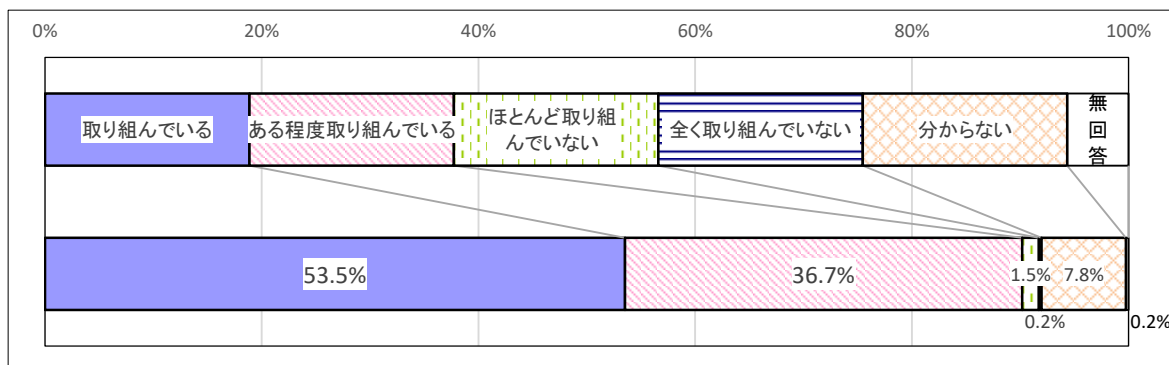 0%
20%
40%
60%
80%
100%
取り組んでいる
ある程度取り組んでいる
ほとんど取り組
んでいない
全く取り組んでいない
分からない
無
回
答
53.5%
36.7%
1.5%
7.8%
0.2%
0.2%